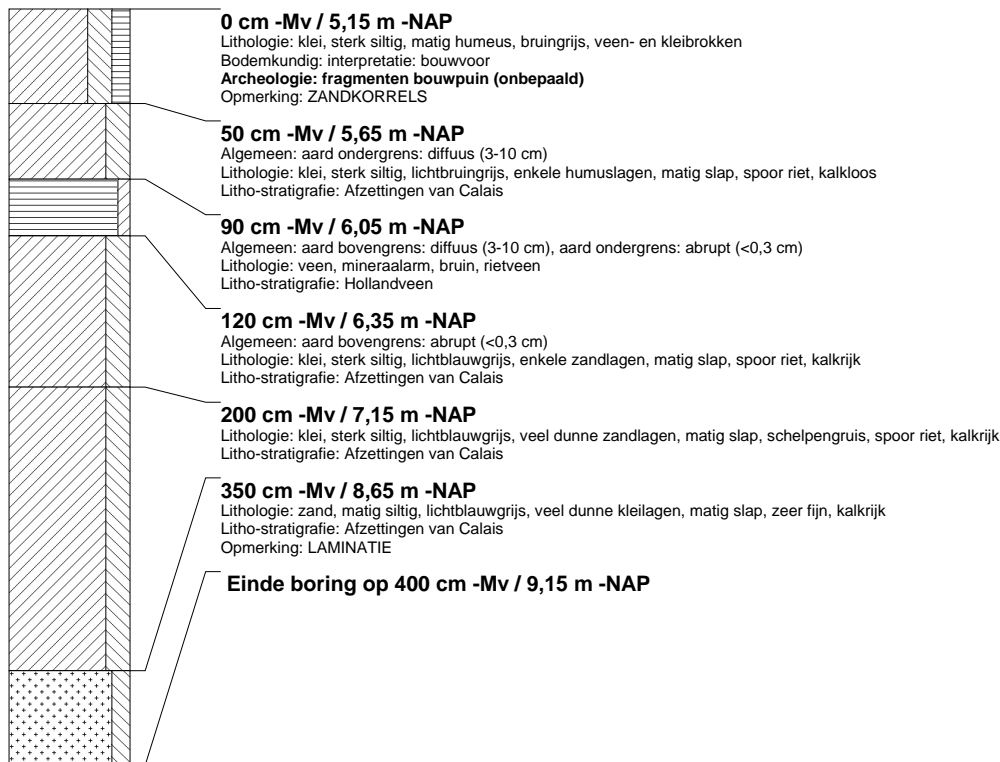 0 cm -Mv / 5,15 m -NAP
Lithologie: klei, sterk siltig, matig humeus, bruingrijs, veen- en kleibrokken
Bodemkundig: interpretatie: bouwvoor
Archeologie: fragmenten bouwpuin (onbepaald)
Opmerking: ZANDKORRELS
50 cm -Mv / 5,65 m -NAP
Algemeen: aard ondergrens: diffuus (3-10 cm)
Lithologie: klei, sterk siltig, lichtbruingrijs, enkele humuslagen, matig slap, spoor riet, kalkloos
Litho-stratigrafie: Afzettingen van Calais
90 cm -Mv / 6,05 m -NAP
Algemeen: aard bovengrens: diffuus (3-10 cm), aard ondergrens: abrupt (<0,3 cm)
Lithologie: veen, mineraalarm, bruin, rietveen
Litho-stratigrafie: Hollandveen
120 cm -Mv / 6,35 m -NAP
Algemeen: aard bovengrens: abrupt (<0,3 cm)
Lithologie: klei, sterk siltig, lichtblauwgrijs, enkele zandlagen, matig slap, spoor riet, kalkrijk
Litho-stratigrafie: Afzettingen van Calais
200 cm -Mv / 7,15 m -NAP
Lithologie: klei, sterk siltig, lichtblauwgrijs, veel dunne zandlagen, matig slap, schelpengruis, spoor riet, kalkrijk
Litho-stratigrafie: Afzettingen van Calais
350 cm -Mv / 8,65 m -NAP
Lithologie: zand, matig siltig, lichtblauwgrijs, veel dunne kleilagen, matig slap, zeer fijn, kalkrijk
Litho-stratigrafie: Afzettingen van Calais
Opmerking: LAMINATIE
Einde boring op 400 cm -Mv / 9,15 m -NAP